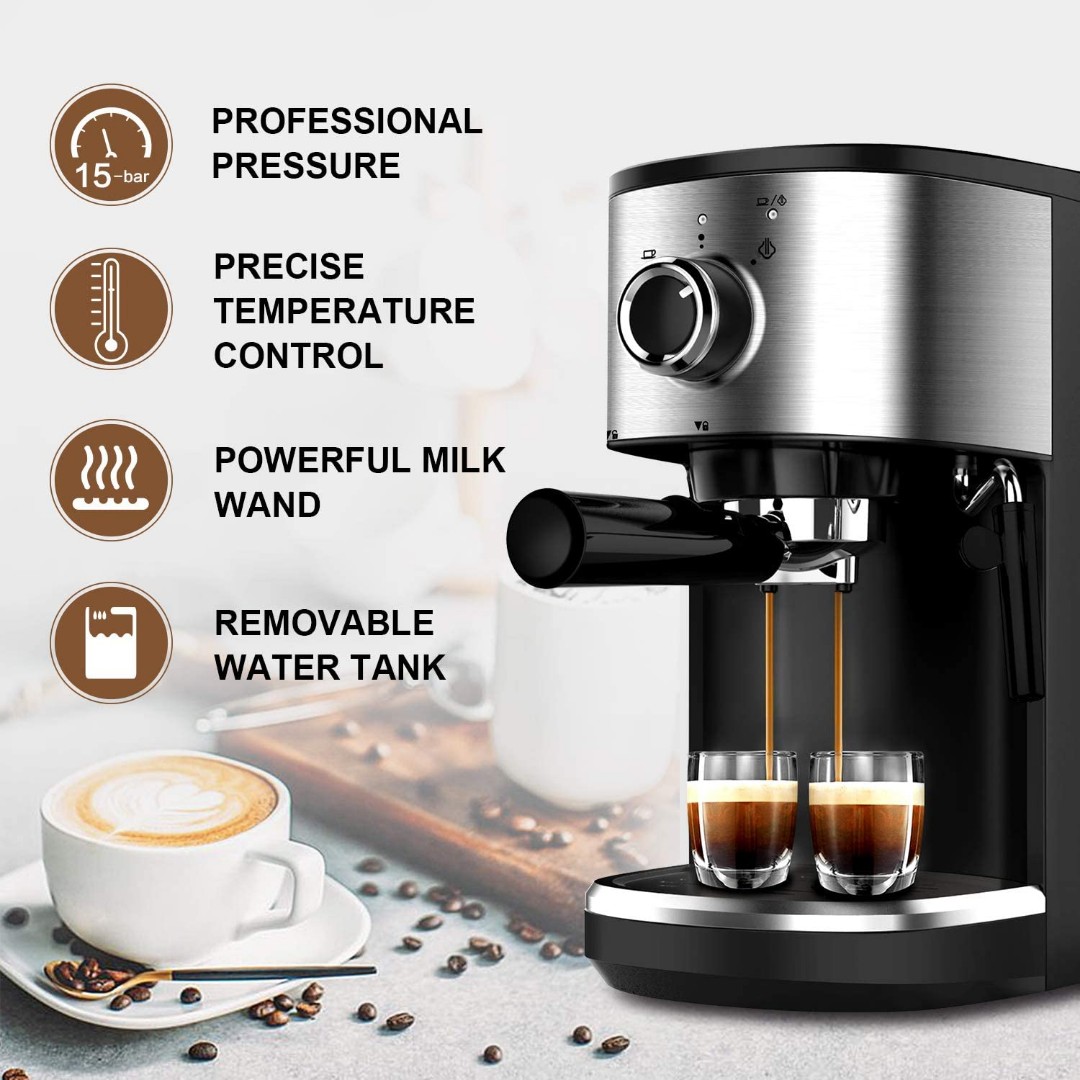 15-bar
PROFESSIONAL
PRESSURE
PRECISE
TEMPERATURE
CONTROL
POWERFUL MILK
WAND
REMOVABLE
WATER TANK